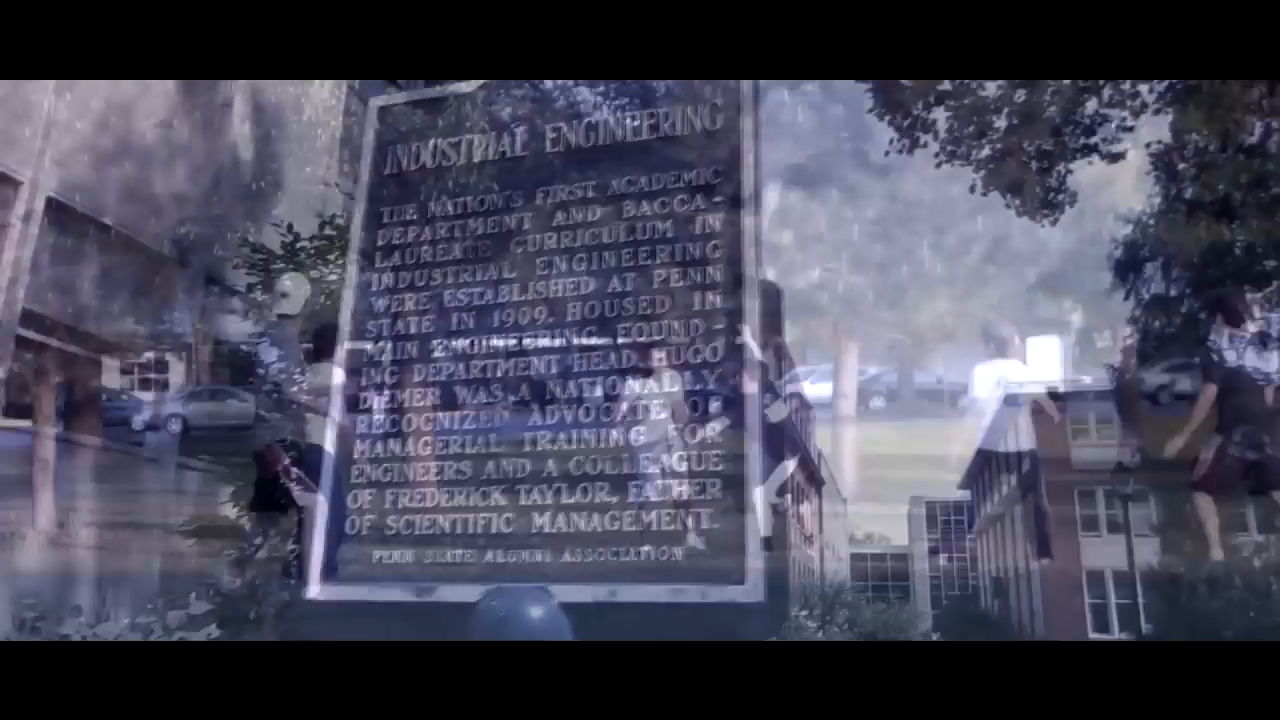 INDUSTRIAL ENGINEERING
THE NATION'S FIRST ACADEMIC
DEPARTMENT AND BACCA-
LAUREATE CURRICULUM IN
INDUSTRIAL ENGINEERING
WERE ESTABLISHED AT PENN
STATE IN 1909. HOUSED IN
MAIN ENGINEERING, FOUND-
ING DEPARTMENT HEAD HUGO
DIEMER WAS A NATIONALLY
RECOGNIZED ADVOCATE OF
MANAGERIAL TRAINING FOR
ENGINEERS AND A COLLEAGUE
OF FREDERICK TAYLOR, FATHER
OF SCIENTIFIC MANAGEMENT.
PENN STATE ALUMNI ASSOCIATION